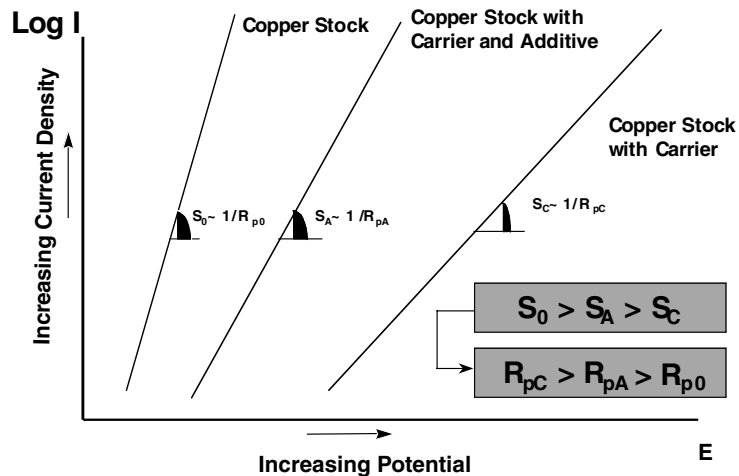 Log I
Copper Stock
Copper Stock with
Carrier and Additive
Copper Stock
with Carrier
Increasing Current Density
S0~ 1/Rp0
SA~ 1/RpA
SC~ 1/RpC
S0 > SA > SC
RpC > RpA > Rp0
Increasing Potential
E